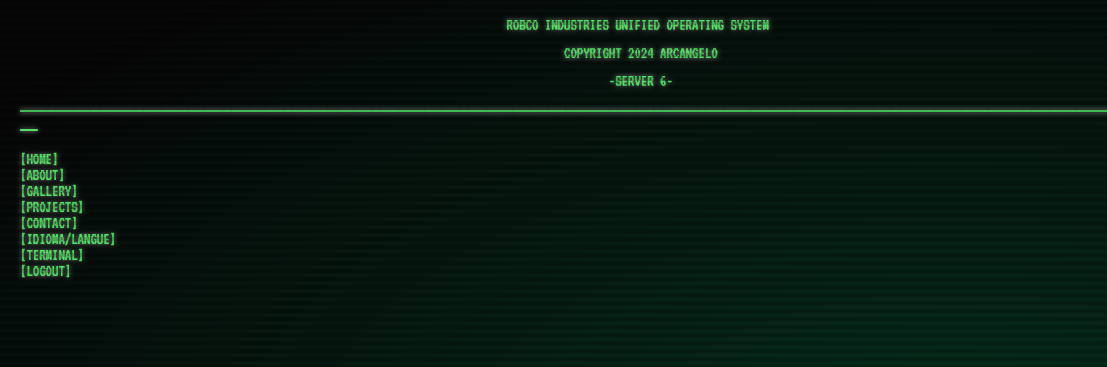 ROBCO INDUSTRIES UNIFIED OPERATING SYSTEM
COPYRIGHT 2024 ARCANGELO
-SERVER 6-
[HOME]
[ABOUT]
[GALLERY]
[PROJECTS]
[CONTACT]
[IDIOMA/LANGUE]
[TERMINAL]
[LOGOUT]